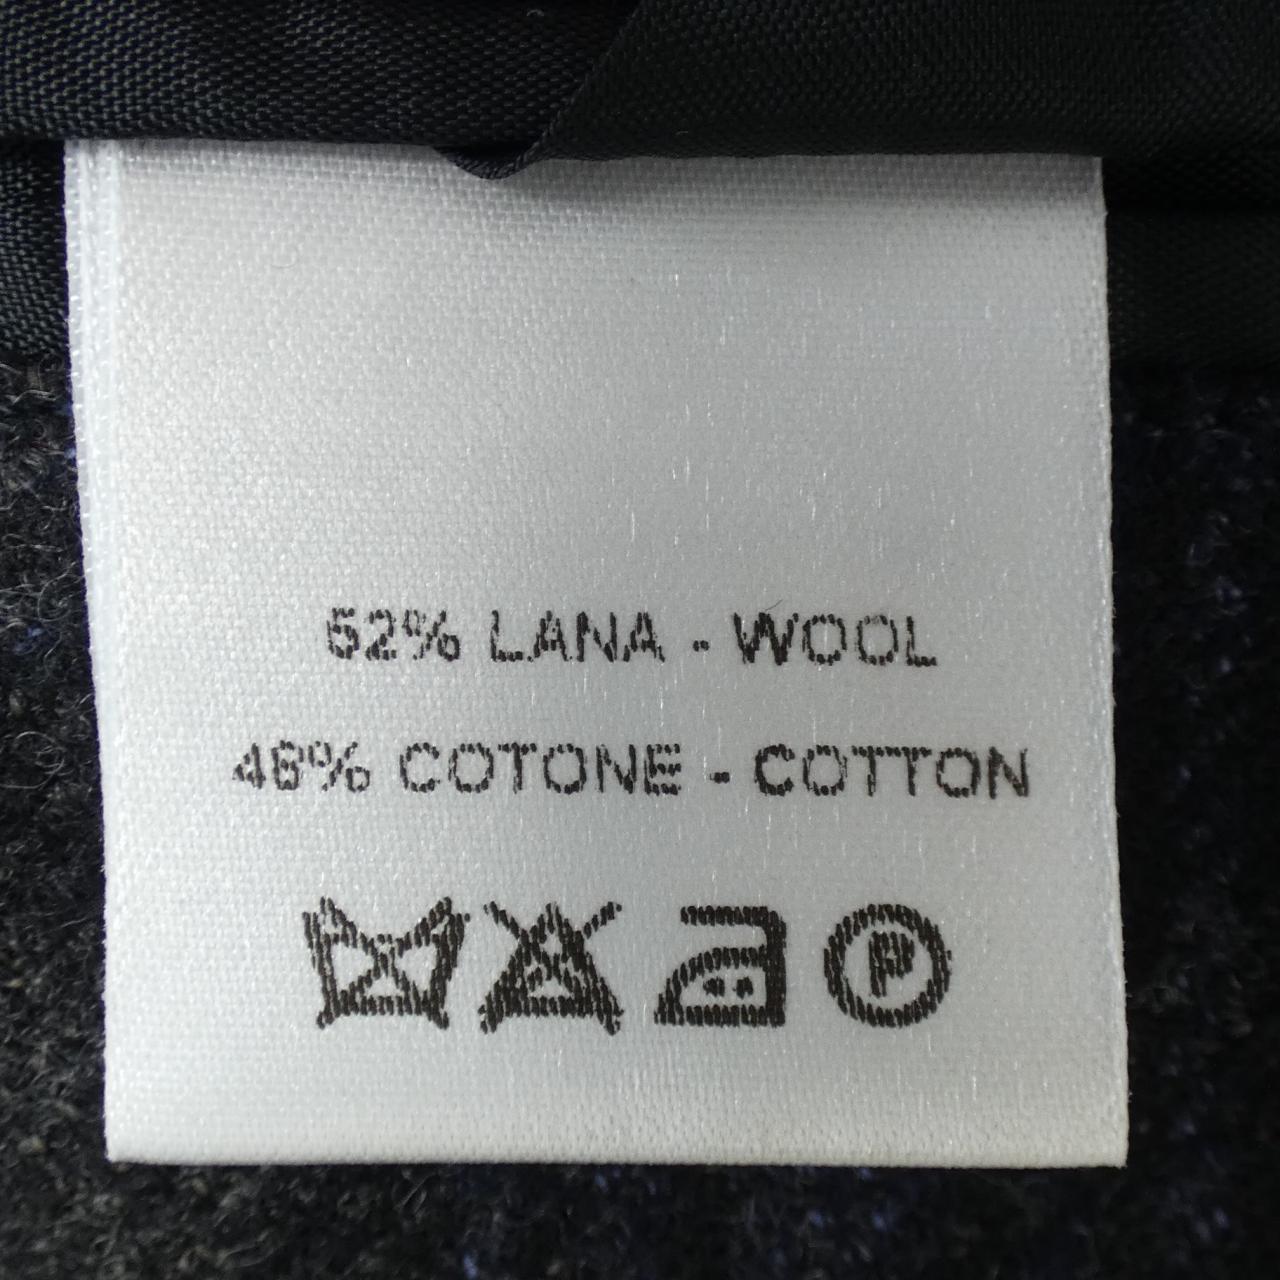 52% LANA - WOOL
48% COTONE - COTTON
P